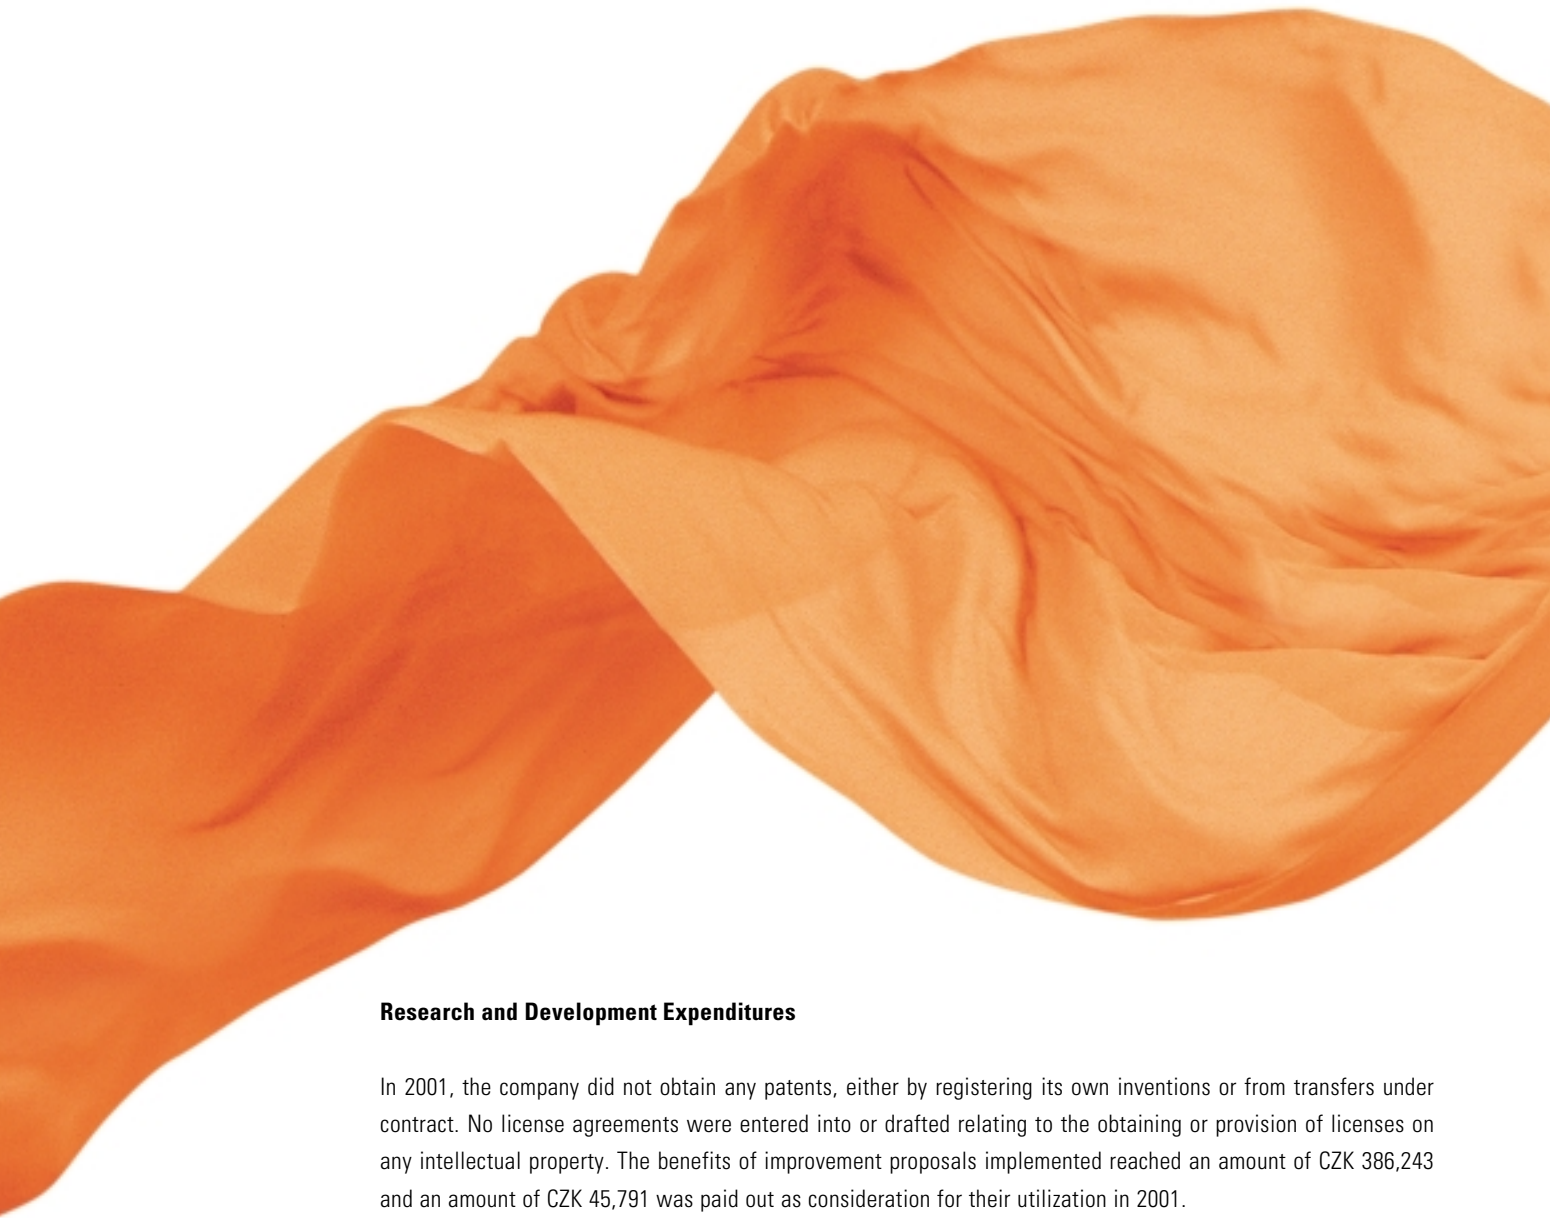 Research and Development Expenditures
In 2001, the company did not obtain any patents, either by registering its own inventions or from transfers under
contract. No license agreements were entered into or drafted relating to the obtaining or provision of licenses on
any intellectual property. The benefits of improvement proposals implemented reached an amount of CZK 386,243
and an amount of CZK 45,791 was paid out as consideration for their utilization in 2001.